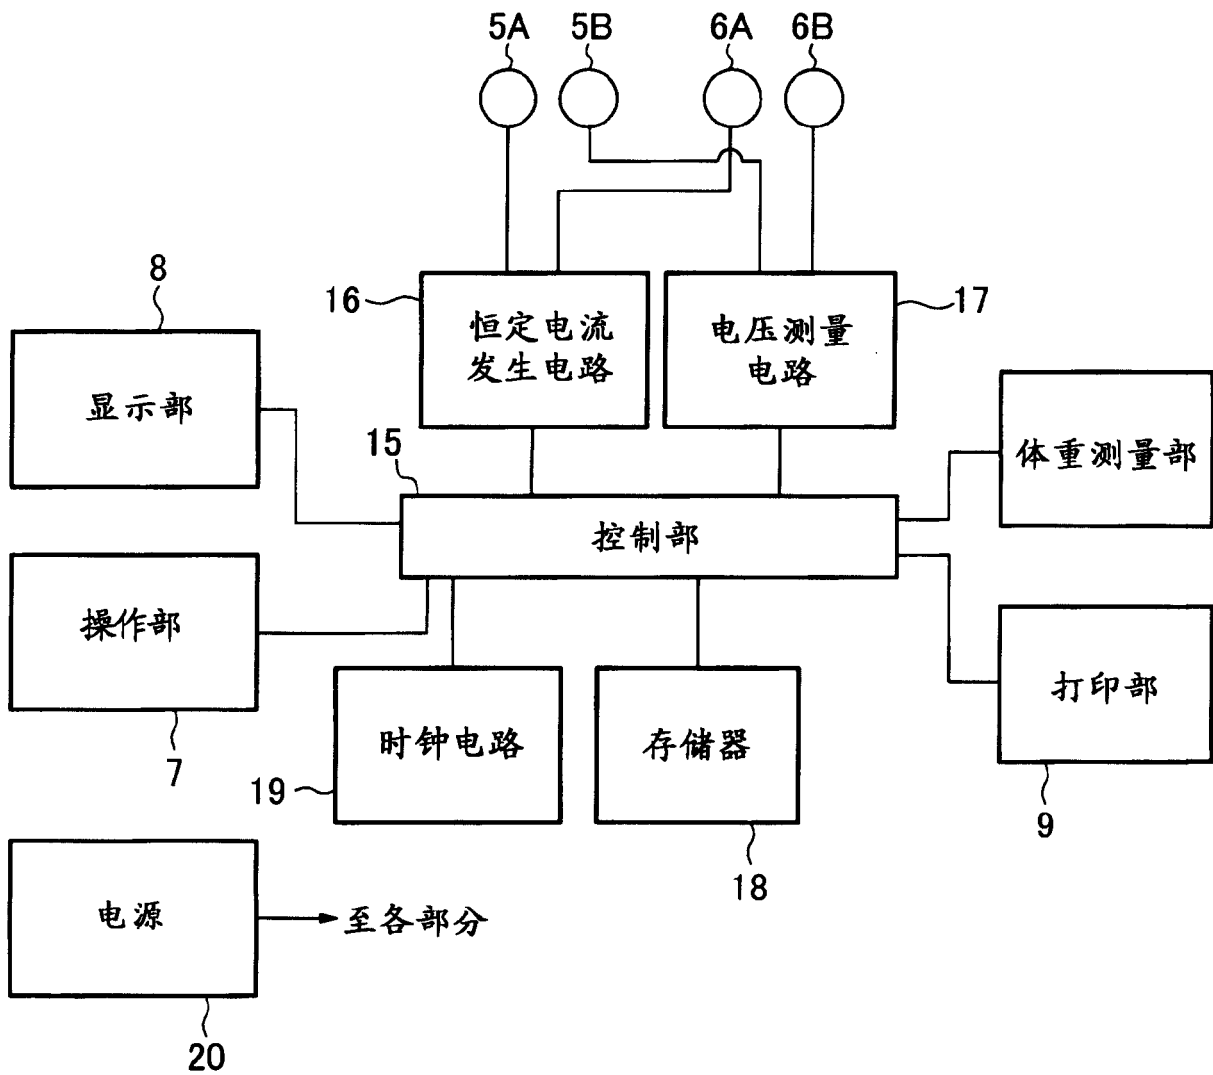 5A
5B
6A
6B
8
16
恒定电流
发生电路
电压测量
电路
17
显示部
15
体重测量部
控制部
操作部
打印部
7
19
时钟电路
存储器
9
18
电源
至各部分
20